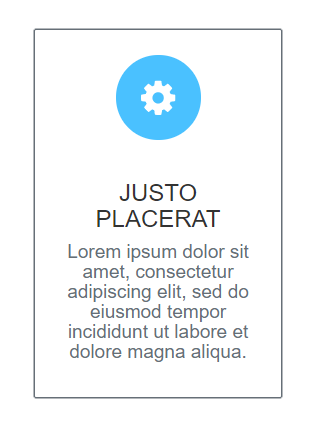 JUSTO
PLACERAT
Lorem ipsum dolor sit
amet, consectetur
adipiscing elit, sed do
eiusmod tempor
incididunt ut labore et
dolore magna aliqua.